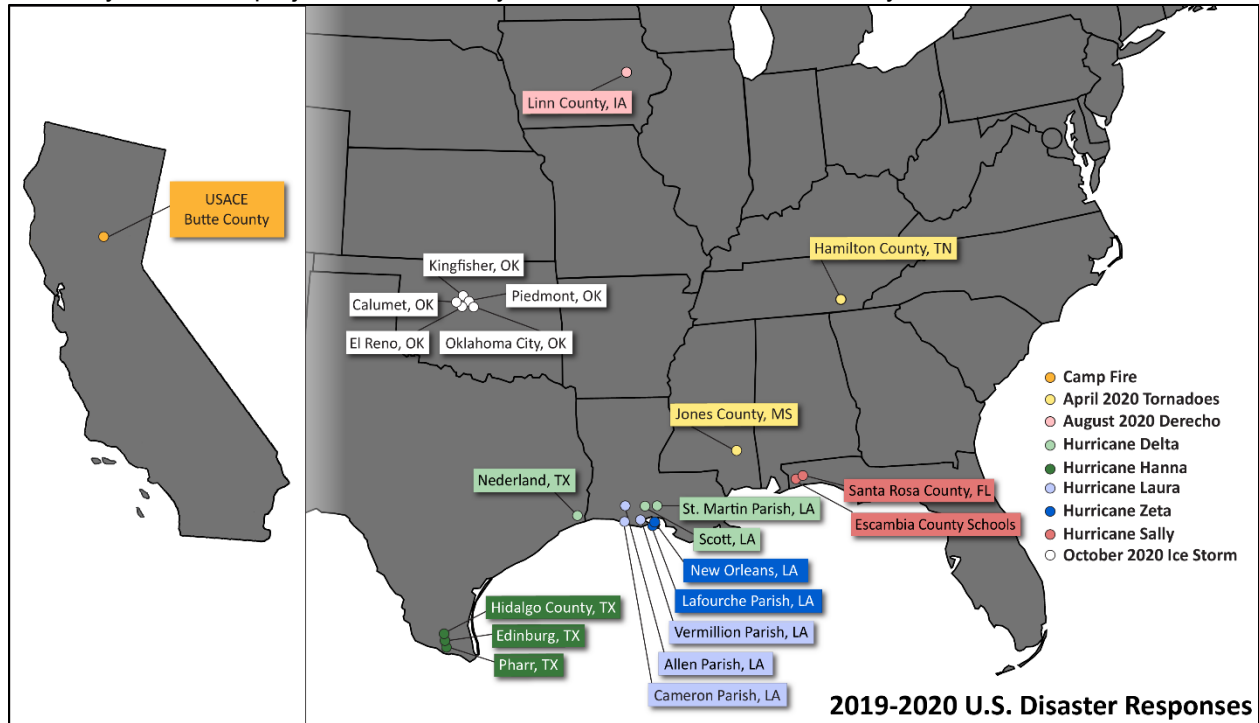 USACE
Butte County
Linn County, IA
Hamilton County, TN
Kingfisher, OK
Calumet, OK
Piedmont, OK
El Reno, OK
Oklahoma City, OK
Jones County, MS
Nederland, TX
St. Martin Parish, LA
Scott, LA
Santa Rosa County, FL
Escambia County Schools
New Orleans, LA
Lafourche Parish, LA
Vermillion Parish, LA
Allen Parish, LA
Cameron Parish, LA
Hidalgo County, TX
Edinburg, TX
Pharr, TX
Camp Fire
April 2020 Tornadoes
August 2020 Derecho
Hurricane Delta
Hurricane Hanna
Hurricane Laura
Hurricane Zeta
Hurricane Sally
October 2020 Ice Storm
2019-2020 U.S. Disaster Responses